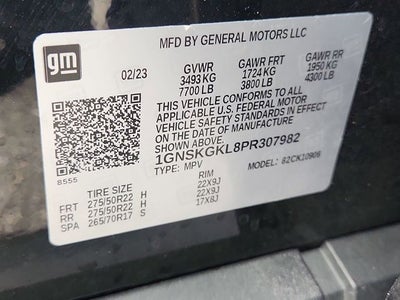 MFD BY GENERAL MOTORS LLC
gm
02/23 GVWR GAWR FRT GAWR RR
3493 KG 1724 KG 1950 KG
7700 LB 3800 LB 4300 LB
THIS VEHICLE CONFORMS TO ALL
APPLICABLE U.S. FEDERAL MOTOR
VEHICLE SAFETY STANDARDS IN EFFECT
ON THE DATE OF MANUFACTURE
SHOWN ABOVE.
1GNSKGKL8PR307982
TYPE: MPV MODEL: 82CK10906
8555
TIRE SIZE RIM
FRT 275/50R22 H 22X9J
RR 275/50R22 H 22X9J
SPA 265/70R17 S 17X8J